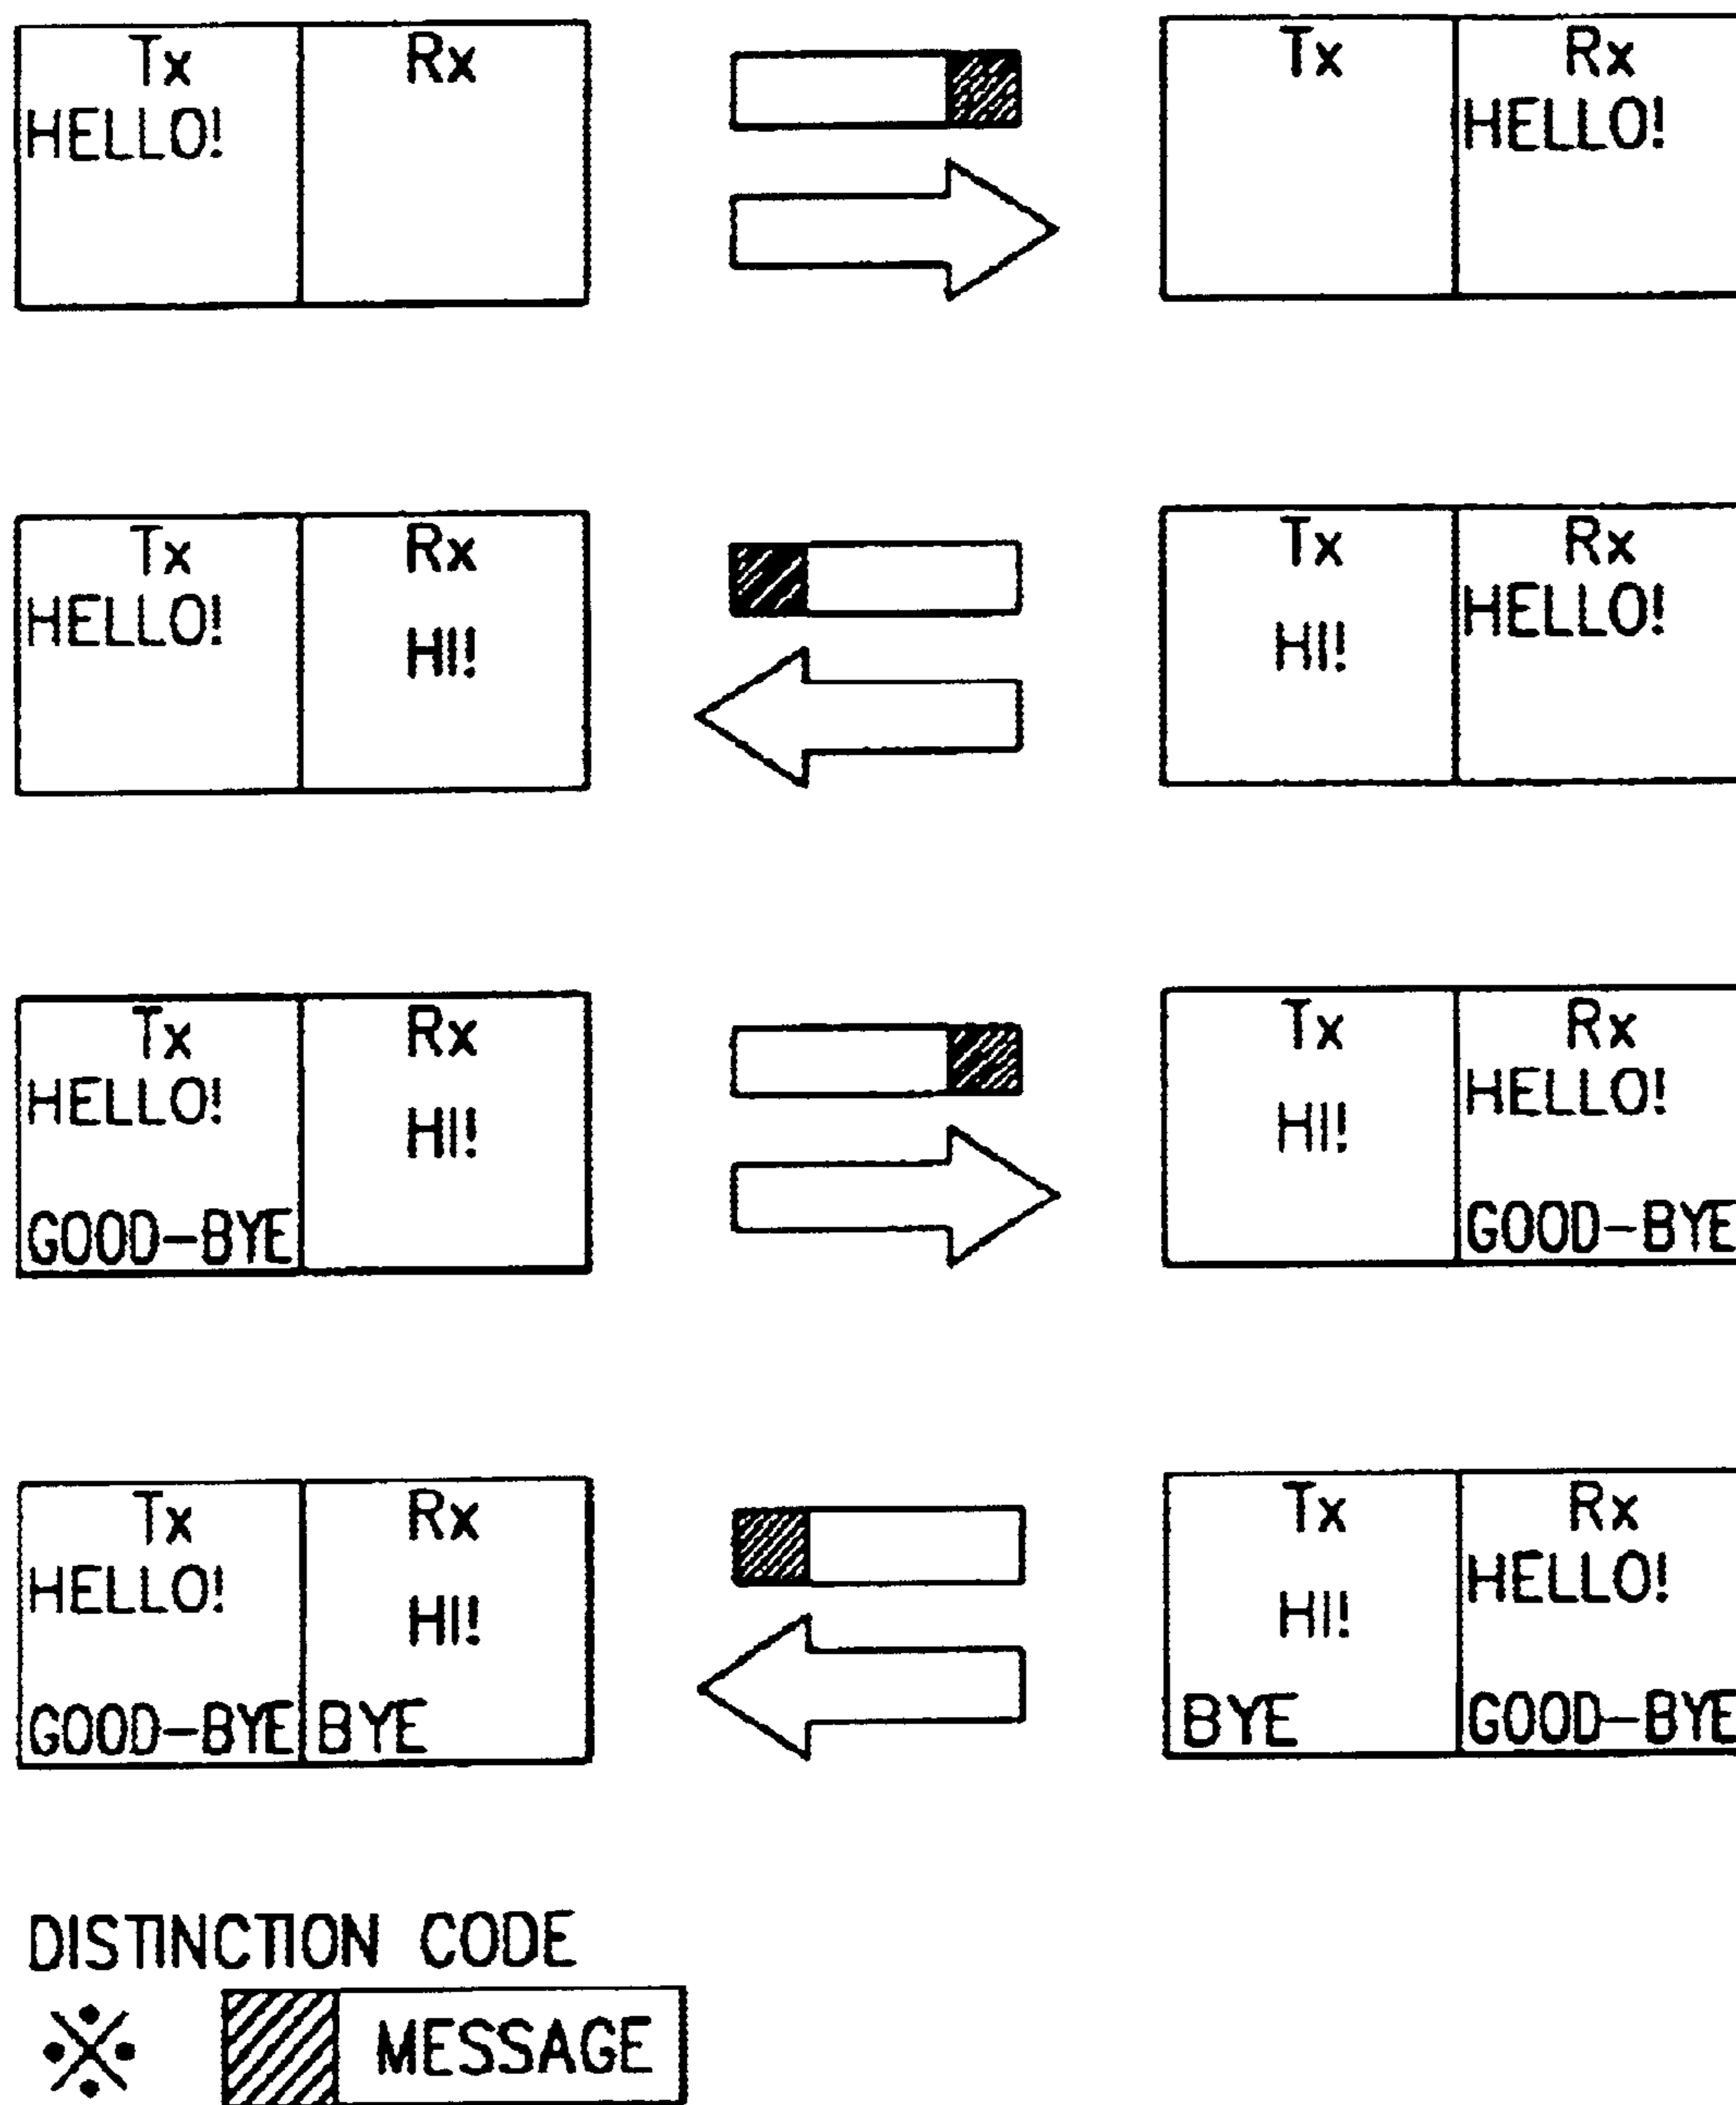 Tx Rx Tx Rx
HELLO! HELLO!
Tx Rx Tx Rx
HELLO! HELLO!
HI! HI!
Tx Rx Tx Rx
HELLO! HELLO!
HI! HI!
GOOD-BYE GOOD-BYE
Tx Rx Tx Rx
HELLO! HELLO!
HI! HI!
GOOD-BYE BYE BYE GOOD-BYE
DISTINCTION CODE
※ MESSAGE